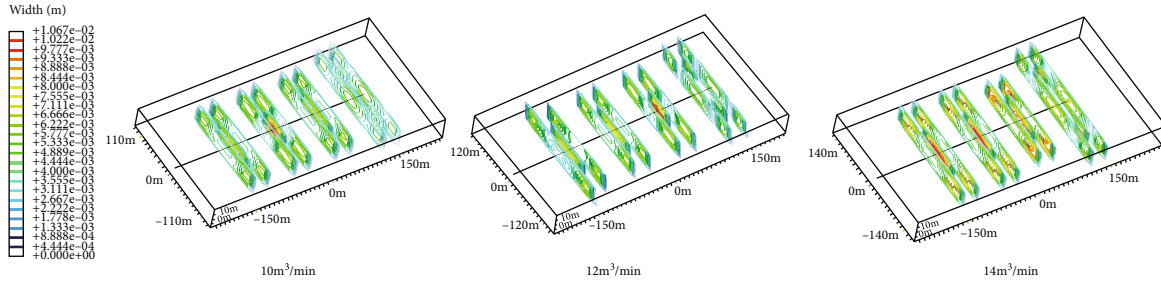 Width (m)
+1.067e–02
+1.022e–02
+9.777e–03
+9.333e–03
+8.888e–03
+8.444e–03
+8.000e–03
+7.555e–03
+7.111e–03
+6.666e–03
+6.222e–03
+5.777e–03
+5.333e–03
+4.889e–03
+4.444e–03
+4.000e–03
+3.555e–03
+3.111e–03
+2.667e–03
+2.222e–03
+1.778e–03
+1.333e–03
+8.888e–04
+4.444e–04
+0.000e+00
110m
0m
–110m
10m
0m
–150m
0m
150m
10m³/min
120m
0m
–120m
10m
0m
–150m
0m
150m
12m³/min
140m
0m
–140m
10m
–150m
0m
150m
14m³/min